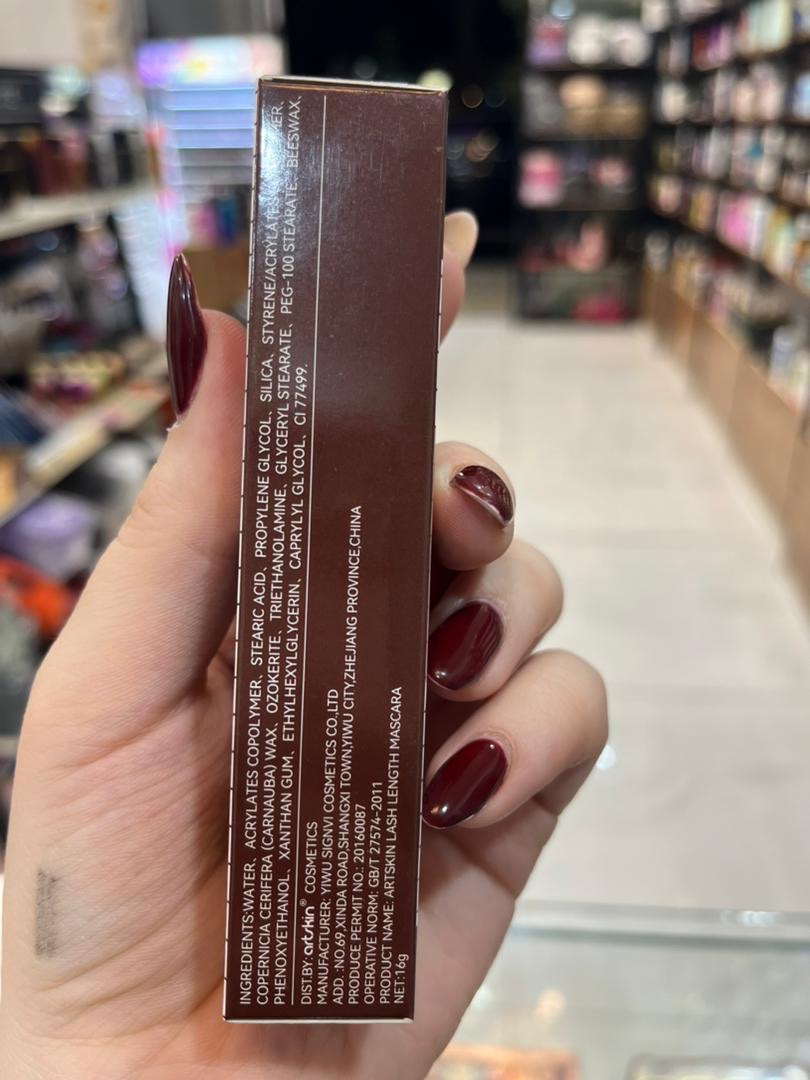 INGREDIENTS:WATER、ACRYLATES COPOLYMER、STEARIC ACID、PROPYLENE GLYCOL、SILICA、STYRENE/ACRYLATES
COPERNICIA CERIFERA (CARNAUBA) WAX、OZOKERITE、TRIETHANOLAMINE、GLYCERYL STEARATE、PEG-100 STEARATE、BEESWAX、
PHENOXYETHANOL、XANTHAN GUM、ETHYLHEXYLGLYCERIN、CAPRYLYL GLYCOL、CI 77499.
DIST.BY:artskin® COSMETICS
MANUFACTURER: YIWU SIGNVI COSMETICS CO.,LTD
ADD.:NO.69,XINDA ROAD,SHANGXI TOWN,YIWU CITY,ZHEJIANG PROVINCE,CHINA
PRODUCE PERMIT NO.: 20160087
OPERATIVE NORM: GB/T 27574-2011
PRODUCT NAME: ARTSKIN LASH LENGTH MASCARA
NET:16g